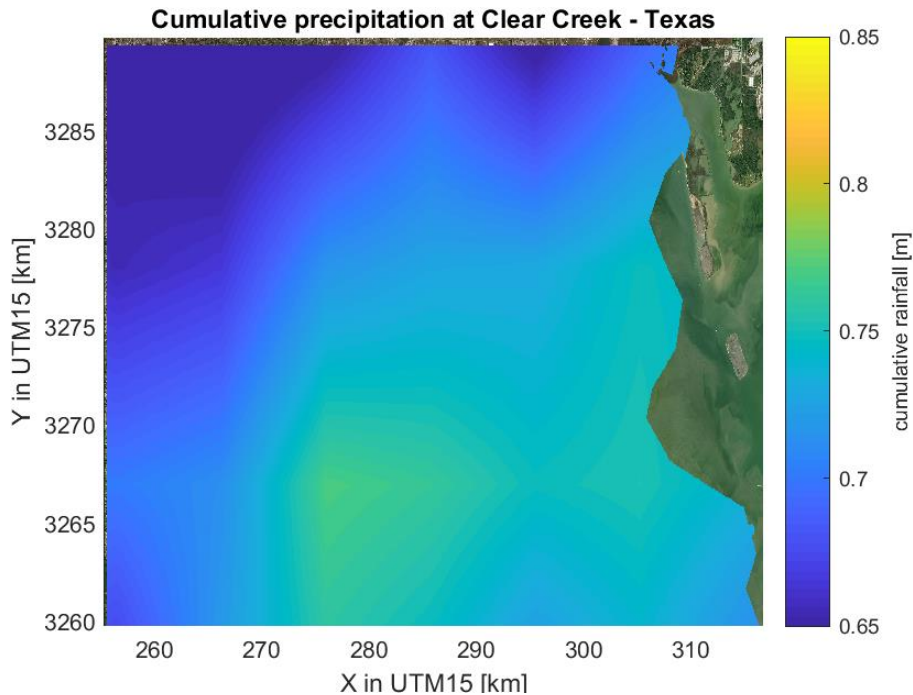 Cumulative precipitation at Clear Creek - Texas
Y in UTM15 [km]
3285
3280
3275
3270
3265
3260
260 270 280 290 300 310
X in UTM15 [km]
0.85
0.8
0.75
0.7
0.65
cumulative rainfall [m]